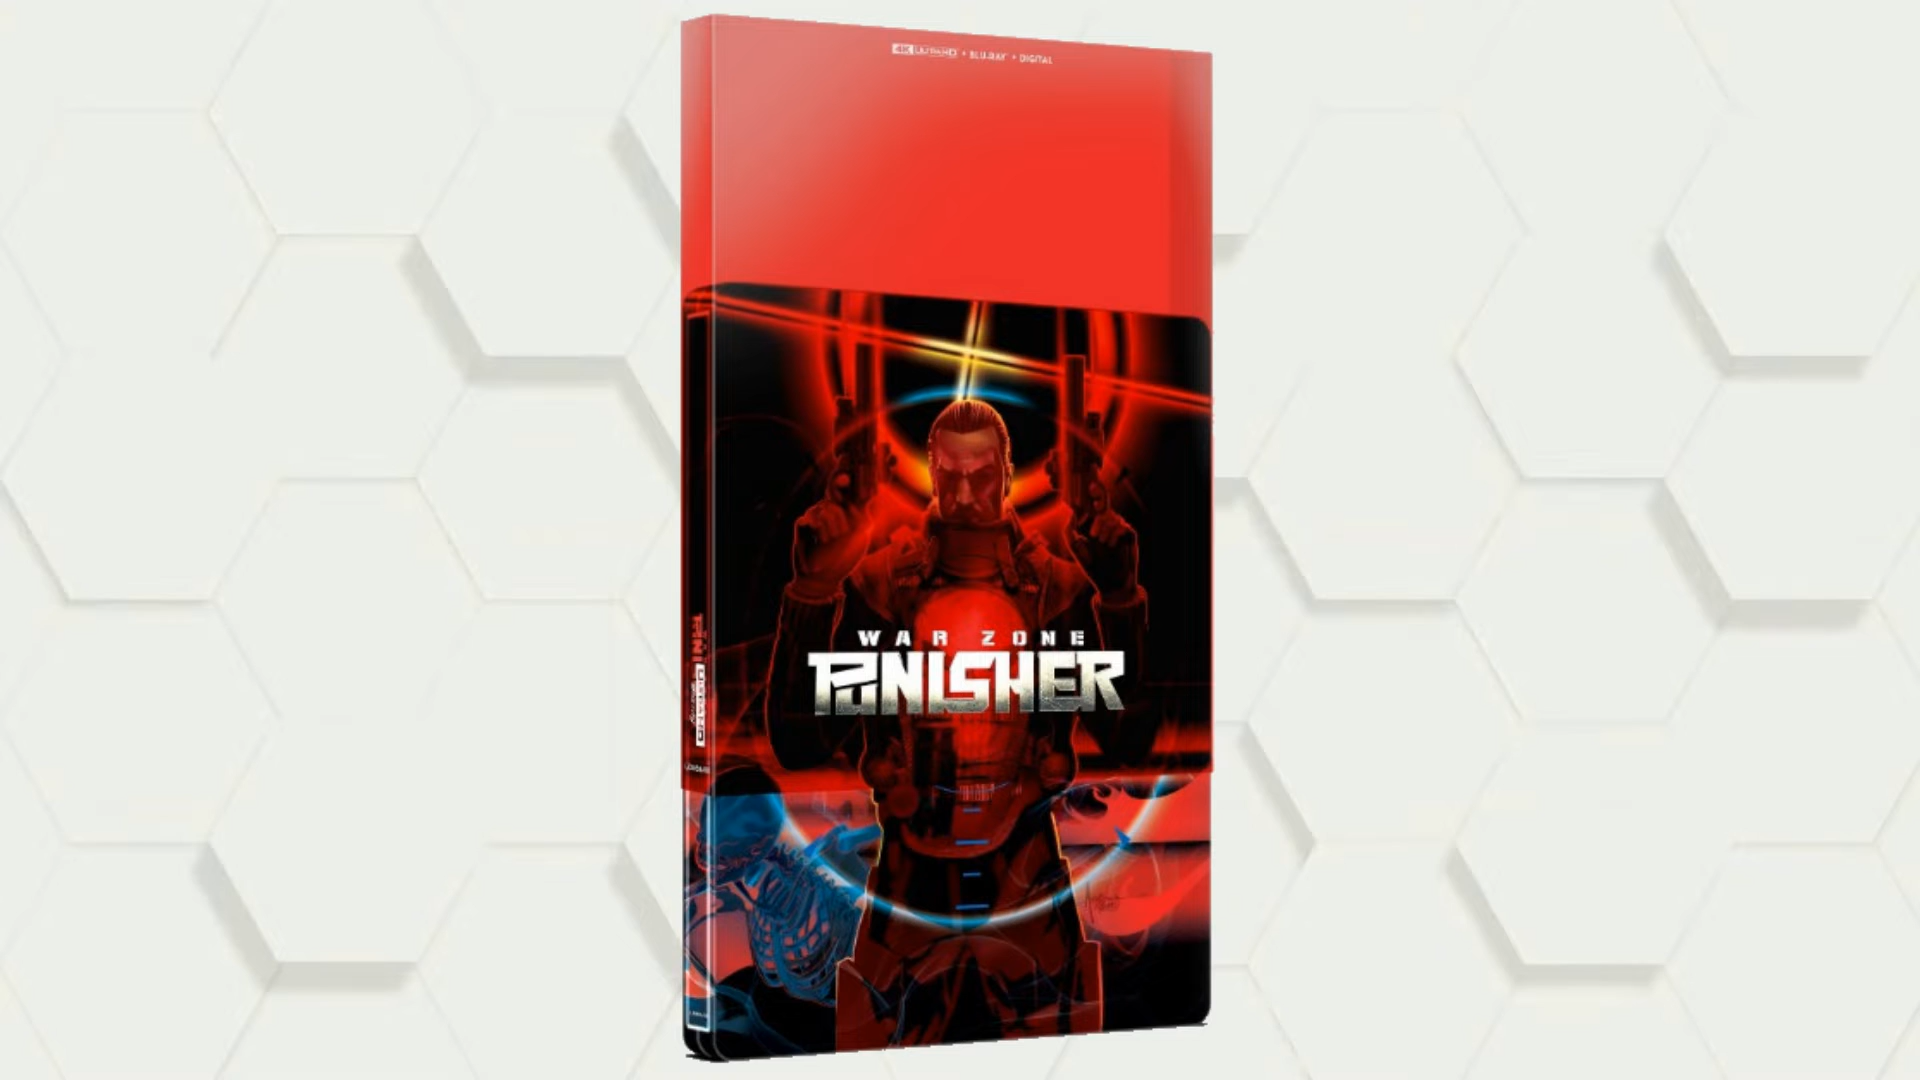 4K ULTRA HD + BLU-RAY + DIGITAL
WAR ZONE
PUNISHER